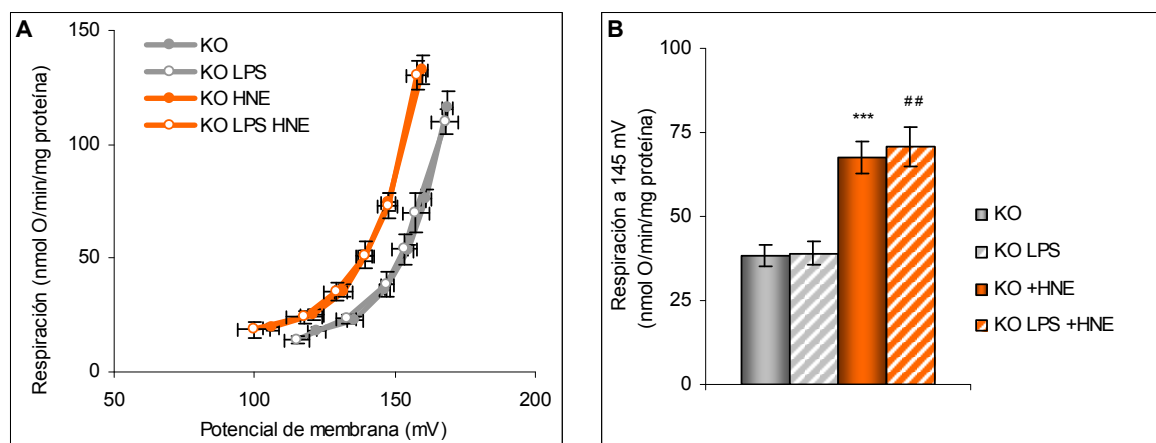 A
Respiración (nmol O/min/mg proteína)
150
100
50
0
50
100
150
200
Potencial de membrana (mV)
KO
KO LPS
KO HNE
KO LPS HNE
B
Respiración a 145 mV
(nmol O/min/mg proteína)
100
75
50
25
0
***
##
KO
KO LPS
KO +HNE
KO LPS +HNE